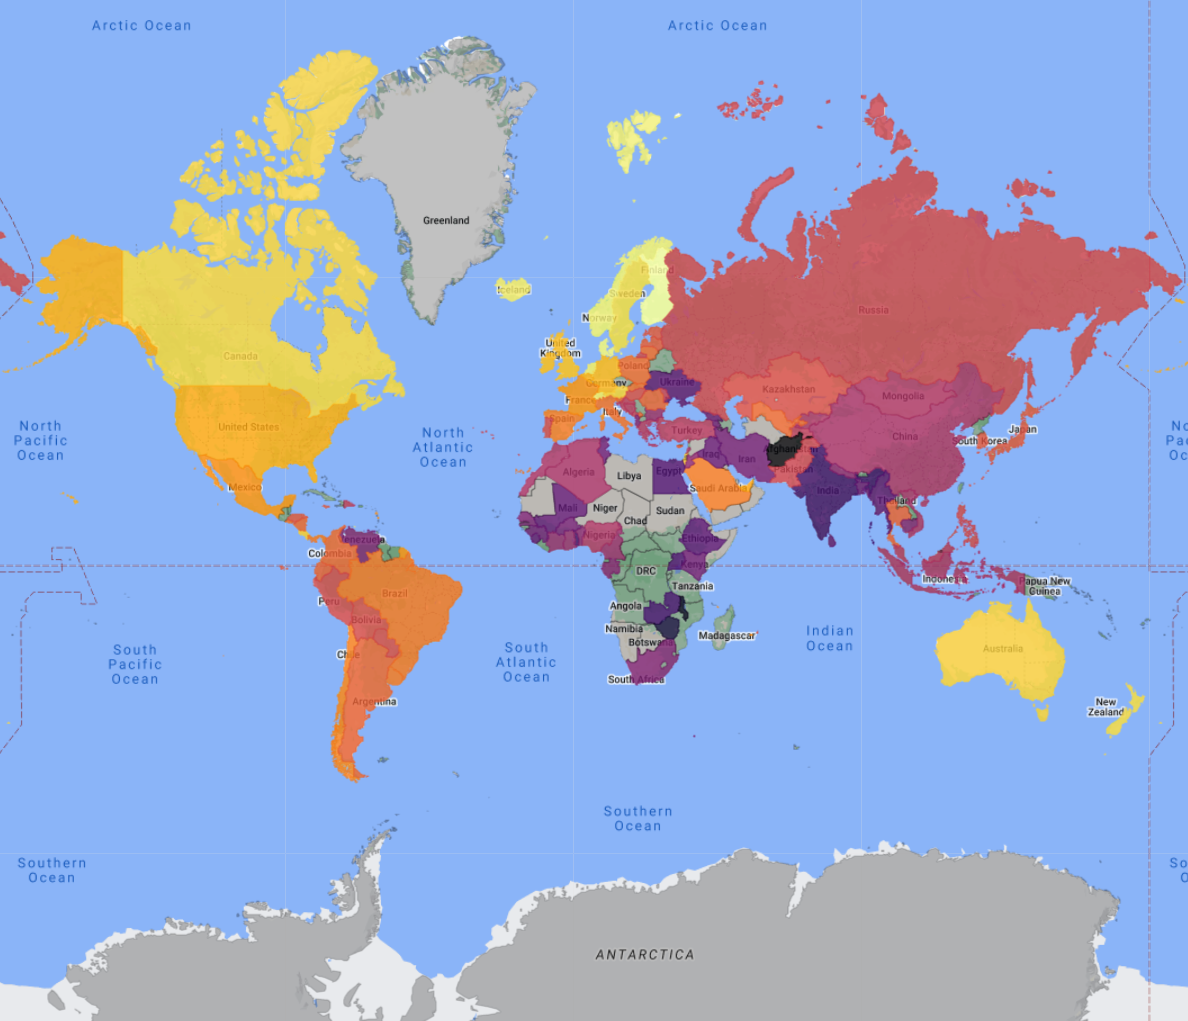 Arctic Ocean
Arctic Ocean
Greenland
Iceland
Finland
Sweden
Norway
Russia
United
Kingdom
Canada
Poland
Germany
Ukraine
Kazakhstan
Mongolia
France
Italy
Spain
United States
North
Pacific
Ocean
North
Atlantic
Ocean
Turkey
China
Japan
South Korea
Iraq
Iran
Afghanistan
Pakistan
Algeria
Libya
Egypt
Saudi Arabia
India
Mexico
Mali
Niger
Chad
Sudan
Thailand
Venezuela
Colombia
Nigeria
Ethiopia
Kenya
DRC
Tanzania
Indonesia
Papua New
Guinea
Peru
Brazil
Bolivia
Angola
Namibia
Botswana
Madagascar
Indian
Ocean
South
Pacific
Ocean
South
Atlantic
Ocean
Chile
Argentina
South Africa
Australia
New
Zealand
Southern
Ocean
Southern
Ocean
ANTARCTICA
No
Pa
Oc
So
O